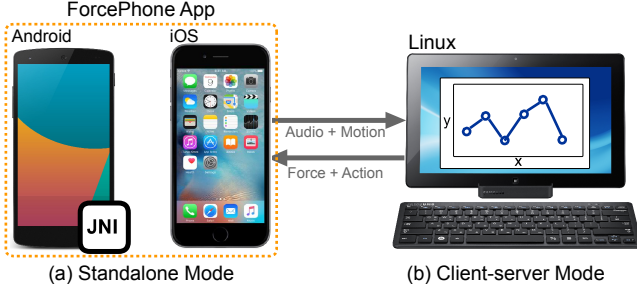 ForcePhone App
Android
iOS
Linux
JNI
Audio + Motion
Force + Action
y
x
(a) Standalone Mode
(b) Client-server Mode